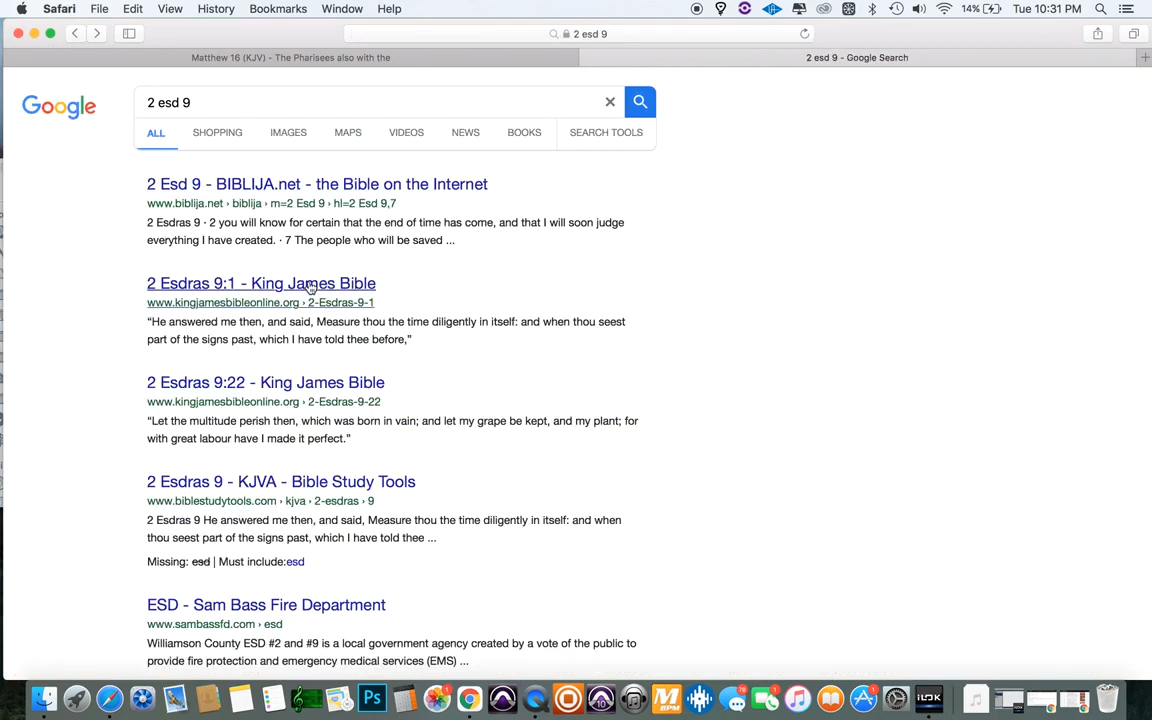 Safari File Edit View History Bookmarks Window Help 14% Tue 10:31 PM
2 esd 9
Matthew 16 (KJV) - The Pharisees also with the 2 esd 9 - Google Search
Google 2 esd 9
ALL SHOPPING IMAGES MAPS VIDEOS NEWS BOOKS SEARCH TOOLS
2 Esd 9 - BIBLIJA.net - the Bible on the Internet
www.biblija.net › biblija › m=2 Esd 9 › hl=2 Esd 9,7
2 Esdras 9 · 2 you will know for certain that the end of time has come, and that I will soon judge
everything I have created. · 7 The people who will be saved ...
2 Esdras 9:1 - King James Bible
www.kingjamesbibleonline.org › 2-Esdras-9-1
“He answered me then, and said, Measure thou the time diligently in itself: and when thou seest
part of the signs past, which I have told thee before,”
2 Esdras 9:22 - King James Bible
www.kingjamesbibleonline.org › 2-Esdras-9-22
“Let the multitude perish then, which was born in vain; and let my grape be kept, and my plant; for
with great labour have I made it perfect.”
2 Esdras 9 - KJVA - Bible Study Tools
www.biblestudytools.com › kjva › 2-esdras › 9
2 Esdras 9 He answered me then, and said, Measure thou the time diligently in itself: and when
thou seest part of the signs past, which I have told thee ...
Missing: esd | Must include:esd
ESD - Sam Bass Fire Department
www.sambassfd.com › esd
Williamson County ESD #2 and #9 is a local government agency created by a vote of the public to
provide fire protection and emergency medical services (EMS) ...
Ps